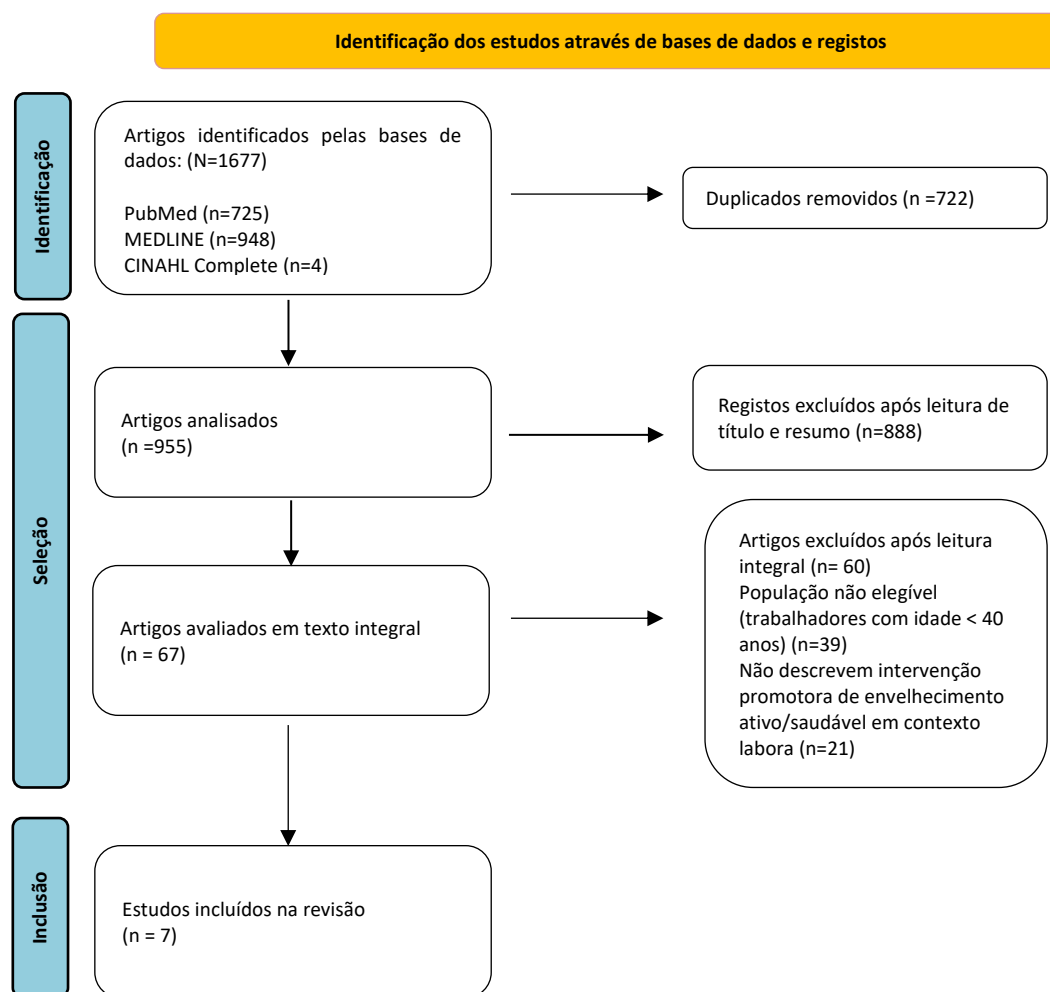 Identificação dos estudos através de bases de dados e registos
Identificação
Artigos identificados pelas bases de
dados: (N=1677)
PubMed (n=725)
MEDLINE (n=948)
CINAHL Complete (n=4)
Duplicados removidos (n =722)
Seleção
Artigos analisados
(n =955)
Registos excluídos após leitura de
título e resumo (n=888)
Artigos avaliados em texto integral
(n = 67)
Artigos excluídos após leitura
integral (n= 60)
População não elegível
(trabalhadores com idade < 40
anos) (n=39)
Não descrevem intervenção
promotora de envelhecimento
ativo/saudável em contexto
labora (n=21)
Inclusão
Estudos incluídos na revisão
(n = 7)